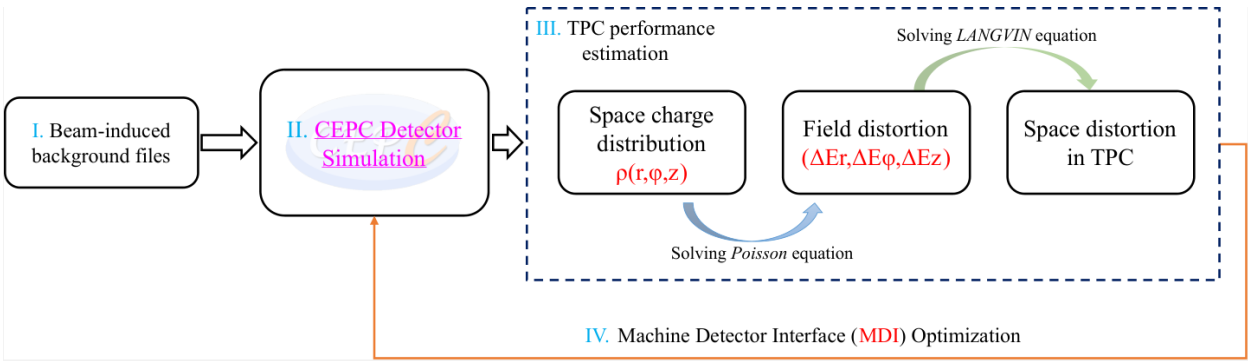 I. Beam-induced
background files
II. CEPC Detector
Simulation
III. TPC performance
estimation
Space charge
distribution
ρ(r,φ,z)
Solving Poisson equation
Field distortion
(ΔEr,ΔEφ,ΔEz)
Solving LANGVIN equation
Space distortion
in TPC
IV. Machine Detector Interface (MDI) Optimization